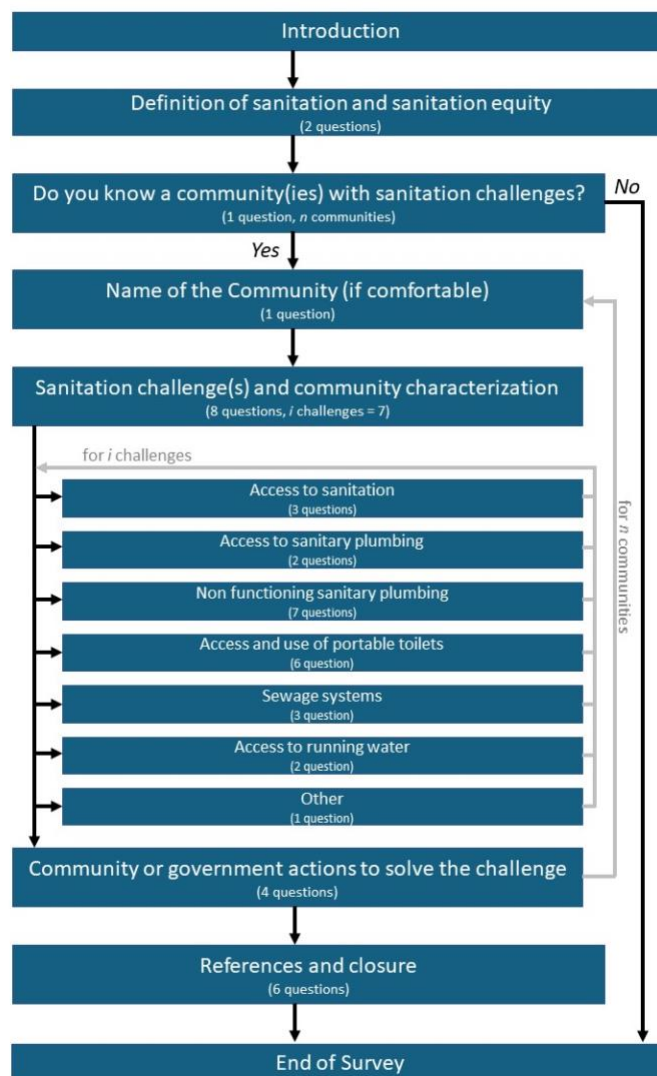 Introduction
Definition of sanitation and sanitation equity
(2 questions)
Do you know a community(ies) with sanitation challenges?
(1 question, n communities)
No
Yes
Name of the Community (if comfortable)
(1 question)
Sanitation challenge(s) and community characterization
(8 questions, i challenges = 7)
for i challenges
Access to sanitation
(3 questions)
Access to sanitary plumbing
(2 questions)
Non functioning sanitary plumbing
(7 questions)
Access and use of portable toilets
(6 question)
Sewage systems
(3 question)
Access to running water
(2 question)
Other
(1 question)
for n communities
Community or government actions to solve the challenge
(4 questions)
References and closure
(6 questions)
End of Survey